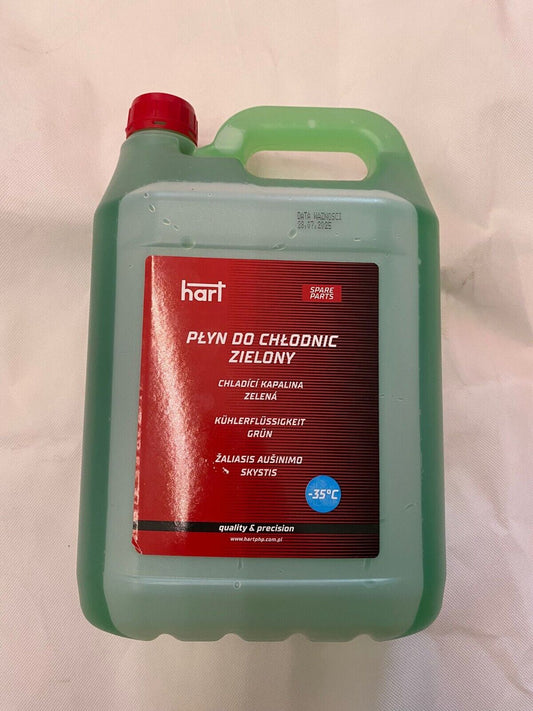 DATA WAŻNOŚCI
28.07.2025
hart
SPARE
PARTS
PŁYN DO CHŁODNIC
ZIELONY
CHLADÍCÍ KAPALINA
ZELENÁ
KÜHLERFLÜSSIGKEIT
GRÜN
ŽALIASIS AUŠINIMO
SKYSTIS
-35°C
quality & precision
www.hartphp.com.pl